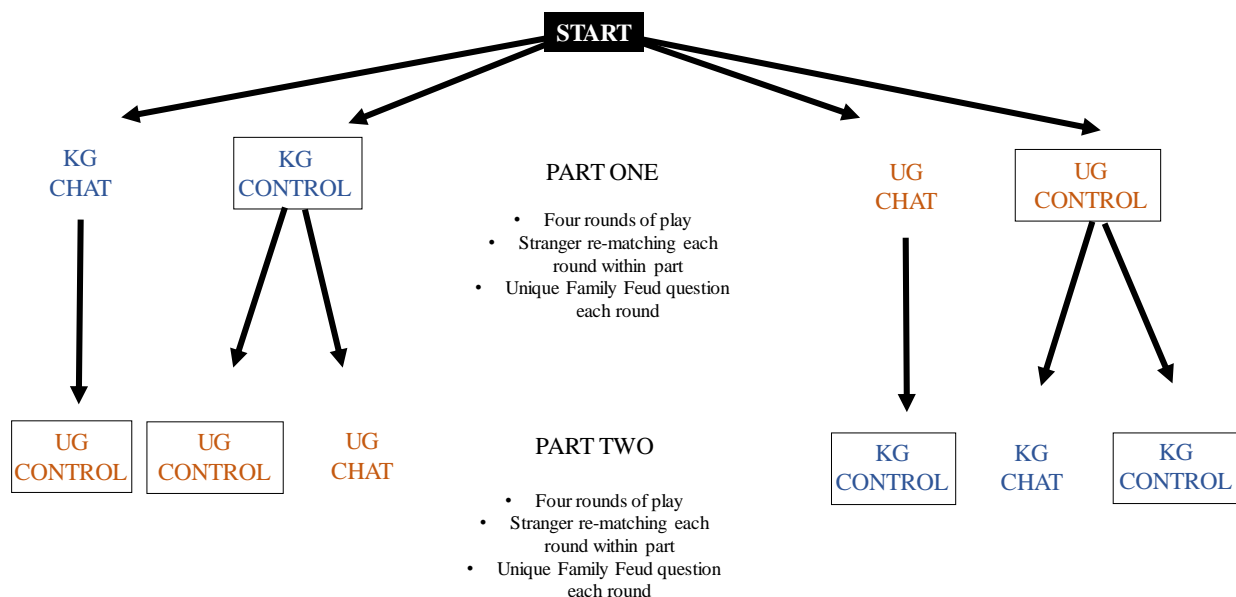 START
KG
CHAT
KG
CONTROL
PART ONE
• Four rounds of play
• Stranger re-matching each
round within part
• Unique Family Feud question
each round
UG
CHAT
UG
CONTROL
UG
CONTROL
UG
CONTROL
UG
CHAT
PART TWO
• Four rounds of play
• Stranger re-matching each
round within part
• Unique Family Feud question
each round
KG
CONTROL
KG
CHAT
KG
CONTROL